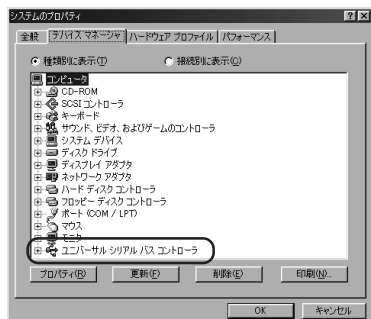 システムのプロパティ
全般 デバイス マネージャ ハードウェア プロファイル パフォーマンス
種類別に表示(T) 接続別に表示(C)
コンピュータ
CD-ROM
SCSI コントローラ
キーボード
サウンド、ビデオ、およびゲームのコントローラ
システム デバイス
ディスク ドライブ
ディスプレイ アダプタ
ネットワーク アダプタ
ハード ディスク コントローラ
フロッピー ディスク コントローラ
ポート (COM / LPT)
マウス
モニタ
ユニバーサル シリアル バス コントローラ
プロパティ(R) 更新(F) 削除(E) 印刷(N)...
OK キャンセル